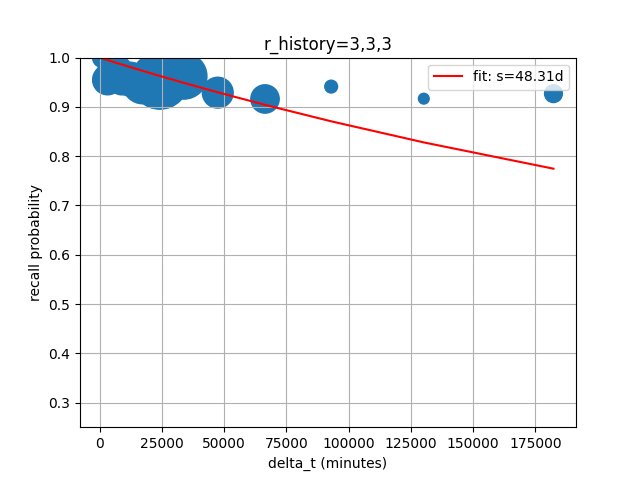 r_history=3,3,3
fit: s=48.31d
recall probability
1.0
0.9
0.8
0.7
0.6
0.5
0.4
0.3
0 25000 50000 75000 100000 125000 150000 175000
delta_t (minutes)